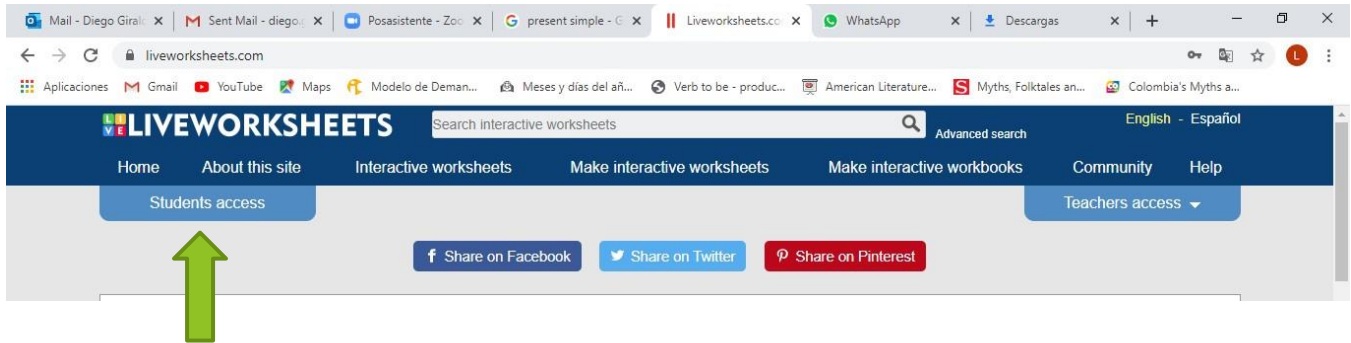 Mail - Diego Giral
Sent Mail - diego.
Posasistente - Zoo
present simple - G
Liveworksheets.co
WhatsApp
Descargas
liveworksheets.com
Aplicaciones
Gmail
YouTube
Maps
Modelo de Deman...
Meses y días del añ...
Verb to be - produc...
American Literature...
Myths, Folktales an...
Colombia's Myths a...
L
LIVE
LIVEWORKSHEETS
Search interactive worksheets
Advanced search
English - Español
Home
About this site
Interactive worksheets
Make interactive worksheets
Make interactive workbooks
Community
Help
Students access
Teachers access
Share on Facebook
Share on Twitter
Share on Pinterest